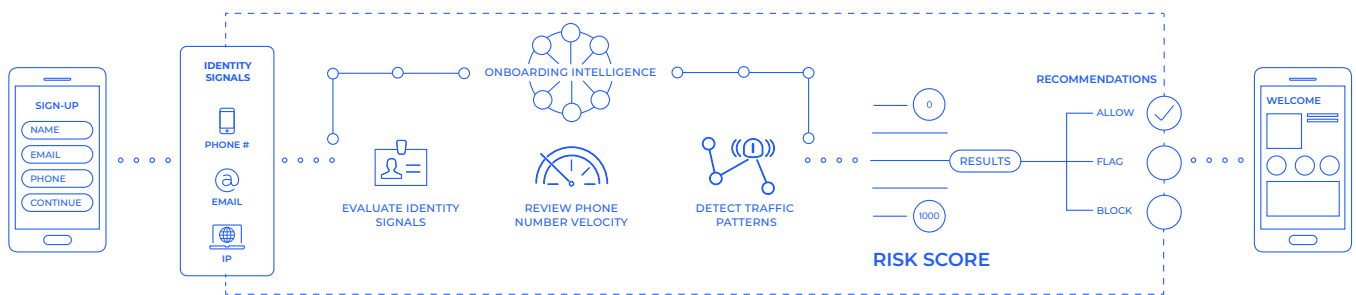 SIGN-UP
NAME
EMAIL
PHONE
CONTINUE
IDENTITY
SIGNALS
PHONE #
@
EMAIL
IP
ONBOARDING INTELLIGENCE
EVALUATE IDENTITY
SIGNALS
REVIEW PHONE
NUMBER VELOCITY
DETECT TRAFFIC
PATTERNS
0
1000
RISK SCORE
RESULTS
RECOMMENDATIONS
ALLOW
FLAG
BLOCK
WELCOME